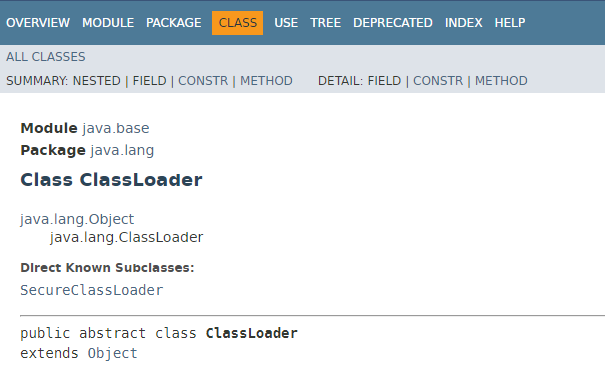 OVERVIEW MODULE PACKAGE CLASS USE TREE DEPRECATED INDEX HELP
ALL CLASSES
SUMMARY: NESTED | FIELD | CONSTR | METHOD DETAIL: FIELD | CONSTR | METHOD
Module java.base
Package java.lang
Class ClassLoader
java.lang.Object
java.lang.ClassLoader
Direct Known Subclasses:
SecureClassLoader
public abstract class ClassLoader
extends Object